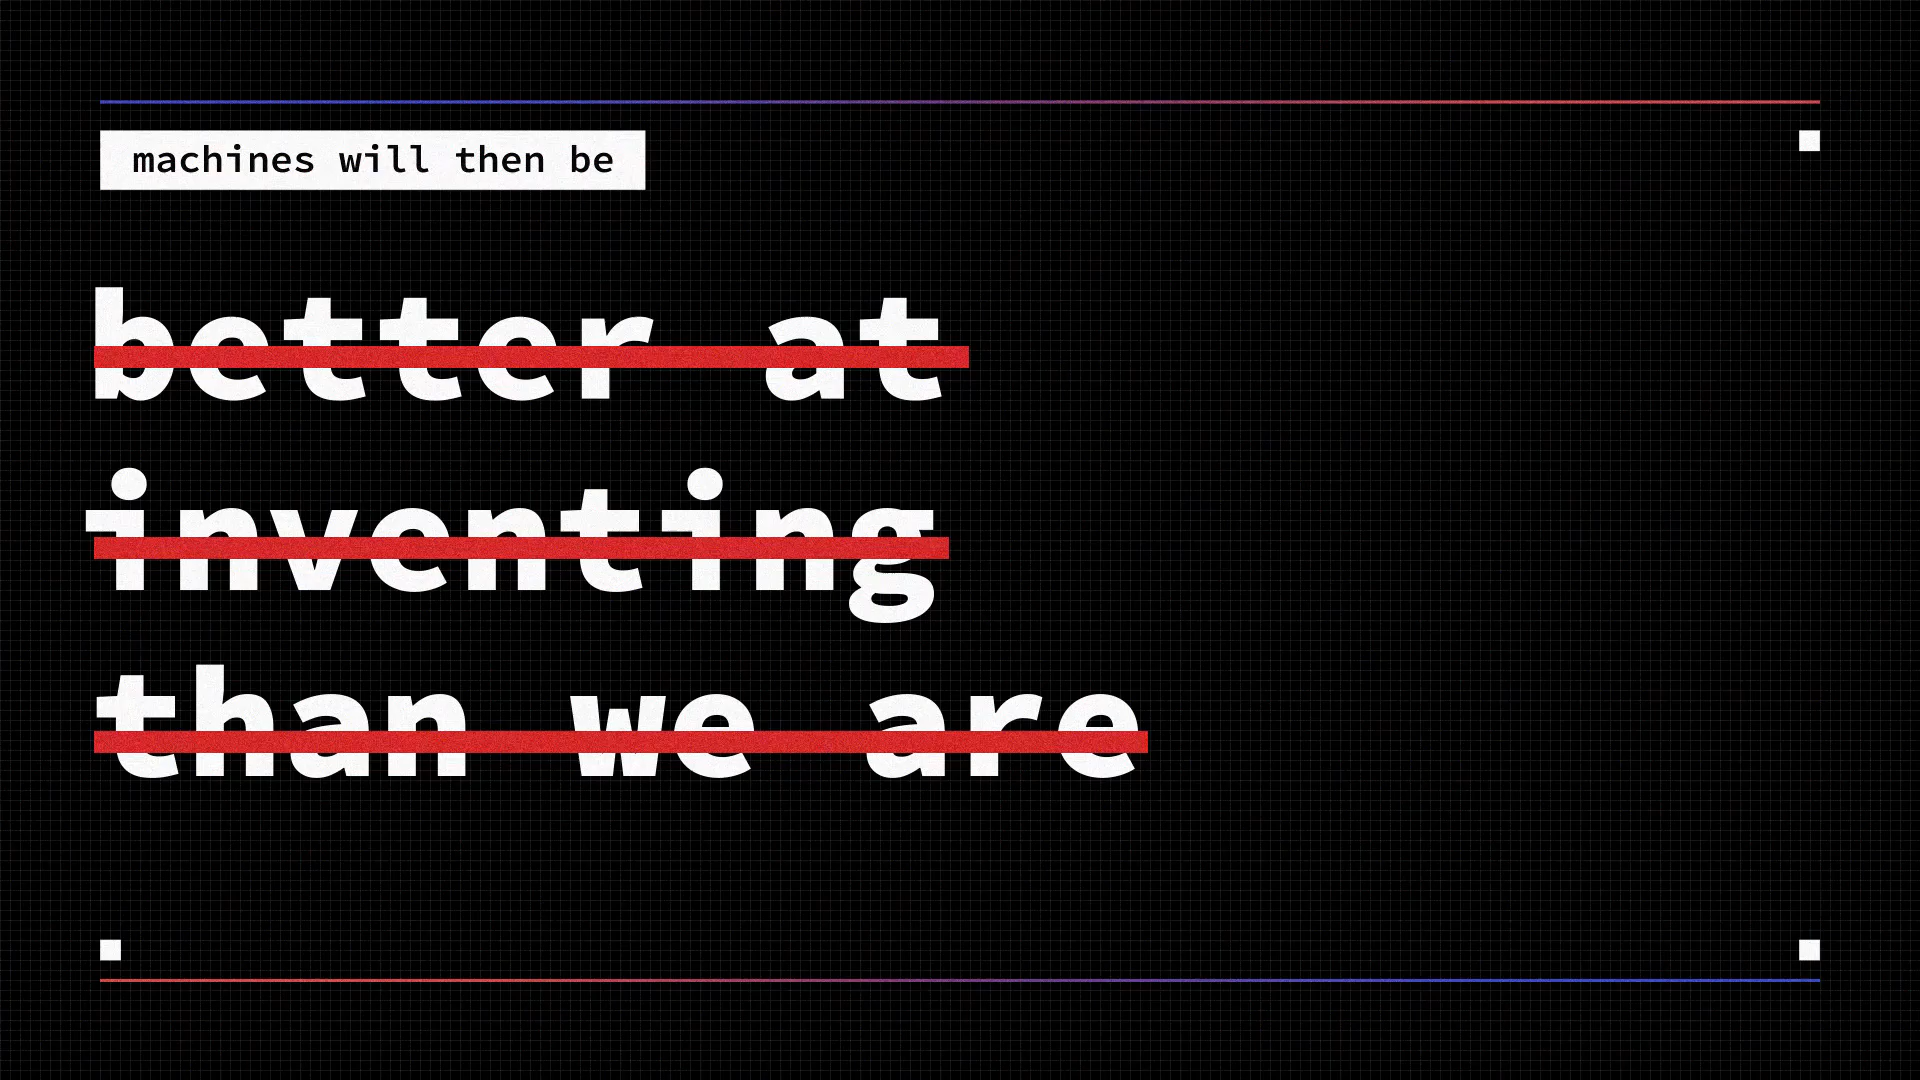 machines will then be
better at
inventing
than we are